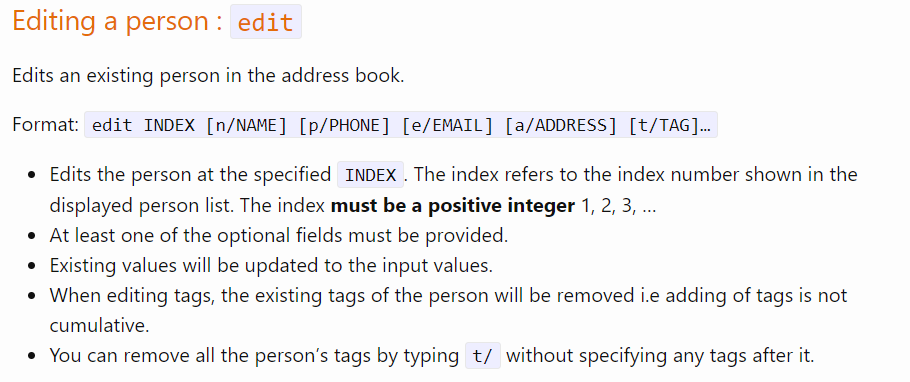 Editing a person : edit
Edits an existing person in the address book.
Format: edit INDEX [n/NAME] [p/PHONE] [e/EMAIL] [a/ADDRESS] [t/TAG]…
• Edits the person at the specified INDEX. The index refers to the index number shown in the
displayed person list. The index must be a positive integer 1, 2, 3, …
• At least one of the optional fields must be provided.
• Existing values will be updated to the input values.
• When editing tags, the existing tags of the person will be removed i.e adding of tags is not
cumulative.
• You can remove all the person’s tags by typing t/ without specifying any tags after it.